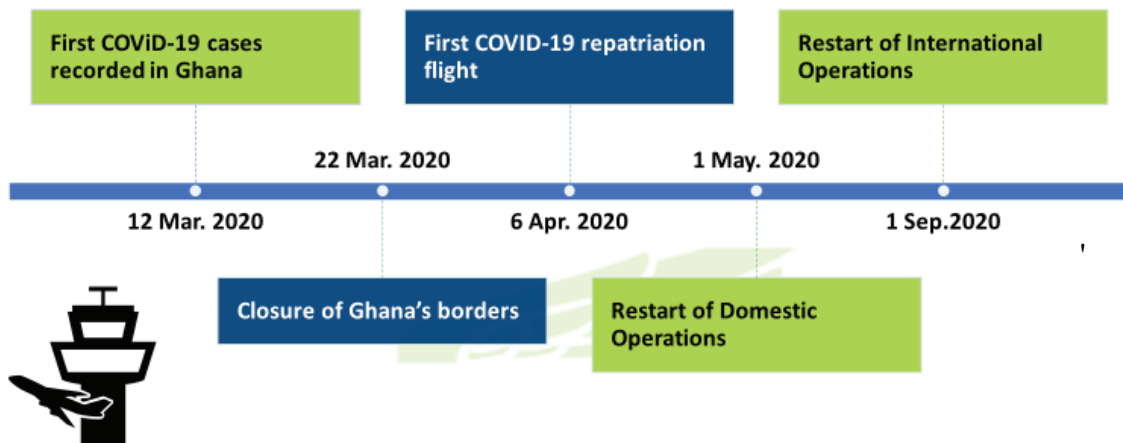 First COViD-19 cases
recorded in Ghana
First COVID-19 repatriation
flight
Restart of International
Operations
22 Mar. 2020
1 May. 2020
12 Mar. 2020
6 Apr. 2020
1 Sep.2020
'
Closure of Ghana's borders
Restart of Domestic
Operations